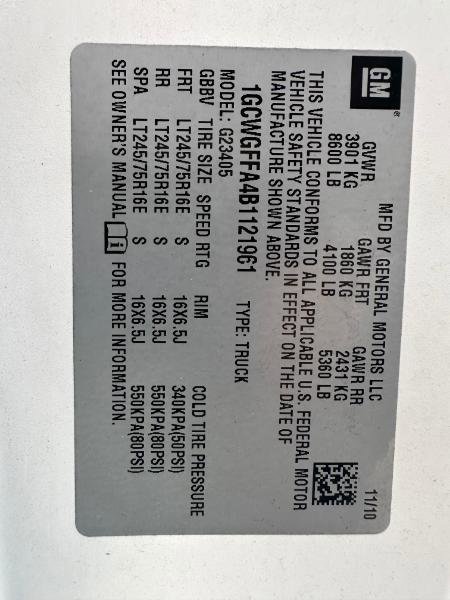 GM®
MFD BY GENERAL MOTORS LLC 11/10
GVWR GAWR FRT GAWR RR
3901 KG 1860 KG 2431 KG
8600 LB 4100 LB 5360 LB
THIS VEHICLE CONFORMS TO ALL APPLICABLE U.S. FEDERAL MOTOR
VEHICLE SAFETY STANDARDS IN EFFECT ON THE DATE OF
MANUFACTURE SHOWN ABOVE.
1GCWGFFA4B1121961 TYPE: TRUCK
MODEL: G23405
GBBV TIRE SIZE SPEED RTG RIM COLD TIRE PRESSURE
FRT LT245/75R16E S 16X6.5J 340KPA(50PSI)
RR LT245/75R16E S 16X6.5J 550KPA(80PSI)
SPA LT245/75R16E S 16X6.5J 550KPA(80PSI)
SEE OWNER'S MANUAL i FOR MORE INFORMATION.